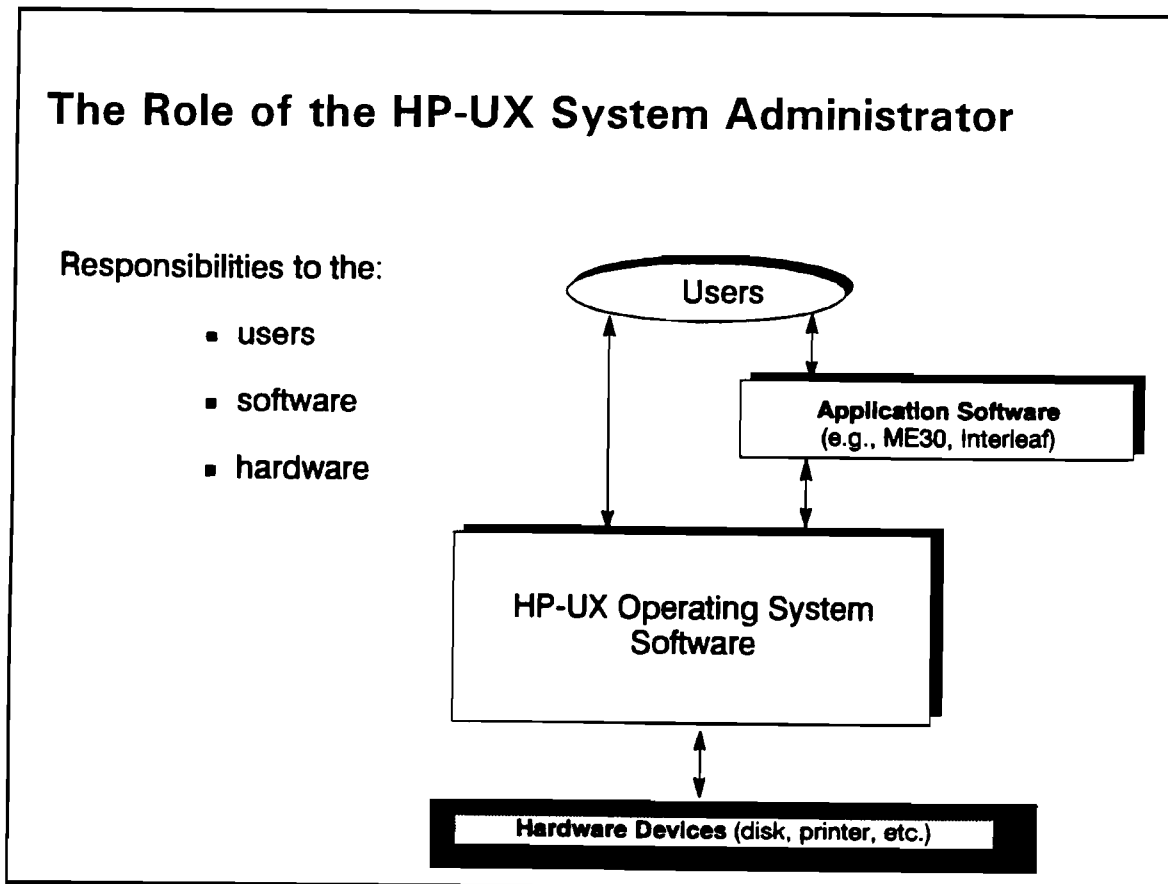 The Role of the HP-UX System Administrator
Responsibilities to the:
▪ users
▪ software
▪ hardware
Users
Application Software
(e.g., ME30, Interleaf)
HP-UX Operating System
Software
Hardware Devices (disk, printer, etc.)